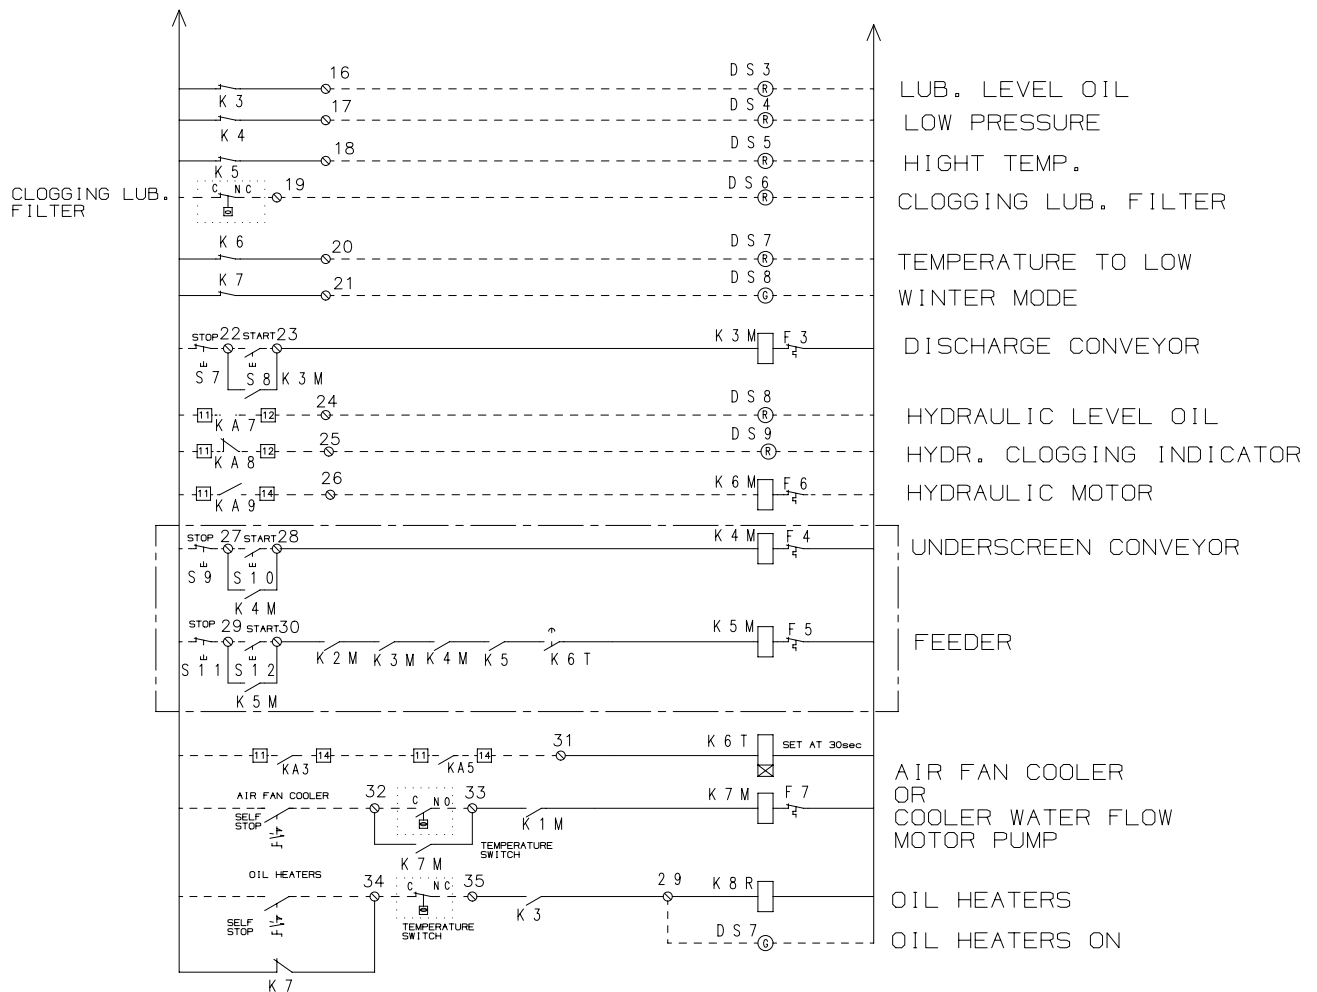 16
DS3
K3
LUB. LEVEL OIL
17
DS4
K4
LOW PRESSURE
18
DS5
K5
HIGHT TEMP.
CLOGGING LUB.
FILTER
C NC
19
DS6
CLOGGING LUB. FILTER
K6
20
DS7
TEMPERATURE TO LOW
K7
21
DS8
WINTER MODE
STOP 22 START 23
K3M F3
DISCHARGE CONVEYOR
S7 S8 K3M
11 12 24
DS8
KA7
HYDRAULIC LEVEL OIL
11 12 25
DS9
KA8
HYDR. CLOGGING INDICATOR
11 14 26
K6M F6
KA9
HYDRAULIC MOTOR
STOP 27 START 28
K4M F4
UNDERSCREEN CONVEYOR
S9 S10
K4M
STOP 29 START 30
K5M F5
FEEDER
S11 S12 K2M K3M K4M K5 K6T
K5M
11 14 11 14 31
K6T SET AT 30sec
KA3 KA5
AIR FAN COOLER
OR
COOLER WATER FLOW
MOTOR PUMP
AIR FAN COOLER 32 C NO 33
K7M F7
SELF
STOP
K1M
K7M
TEMPERATURE
SWITCH
OIL HEATERS 34 C NC 35
29 K8R
OIL HEATERS
SELF
STOP
K3
TEMPERATURE
SWITCH
DS7
OIL HEATERS ON
K7
R
R
R
R
R
G
R
R
G